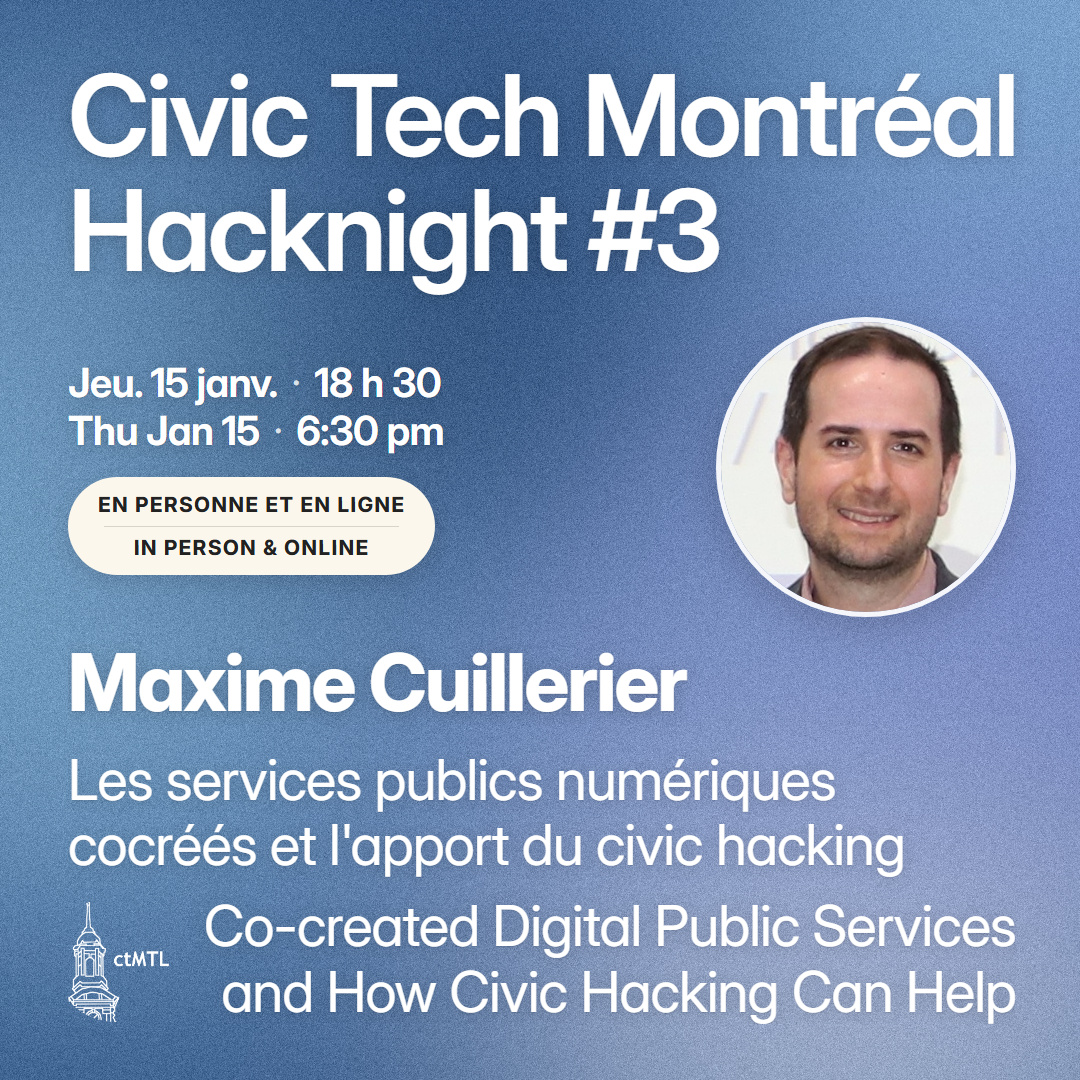 Civic Tech Montréal
Hacknight #3
Jeu. 15 janv. · 18 h 30
Thu Jan 15 · 6:30 pm
EN PERSONNE ET EN LIGNE
IN PERSON & ONLINE
Maxime Cuillerier
Les services publics numériques
cocréés et l'apport du civic hacking
ctMTL
Co-created Digital Public Services
and How Civic Hacking Can Help